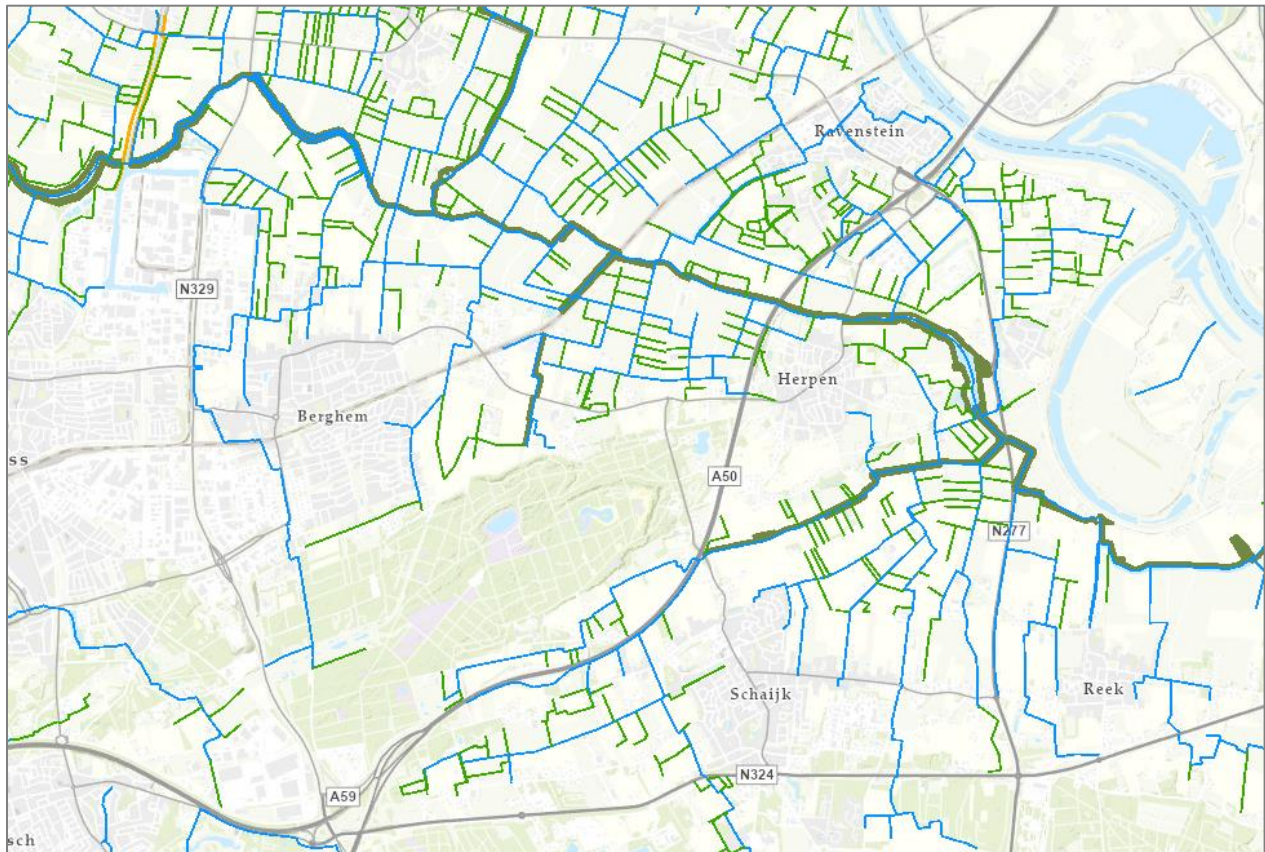 Ravenstein
N329
Herpen
Berghem
ss
A50
N277
Schaijk
Reek
N324
A59
sch